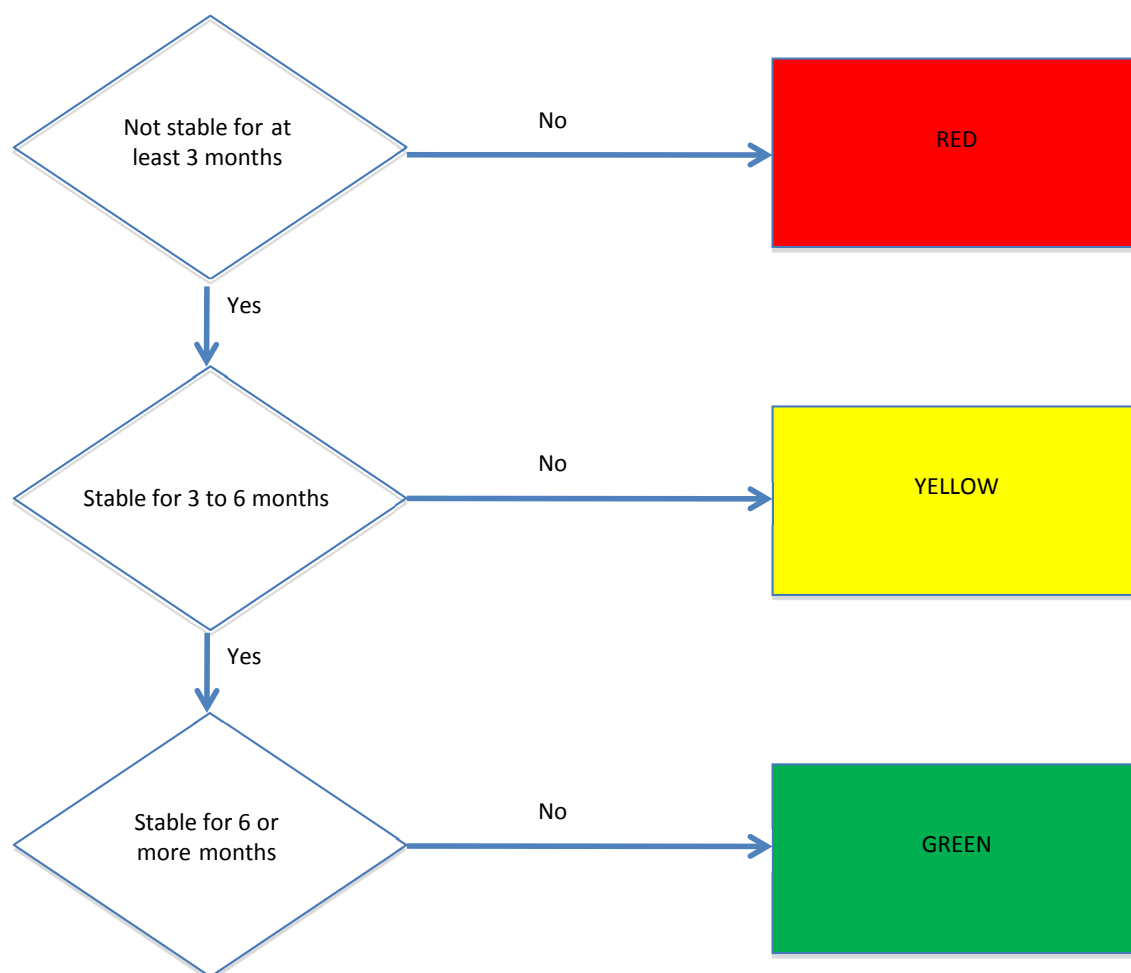 Not stable for at
least 3 months
No
RED
Yes
Stable for 3 to 6 months
No
YELLOW
Yes
Stable for 6 or
more months
No
GREEN